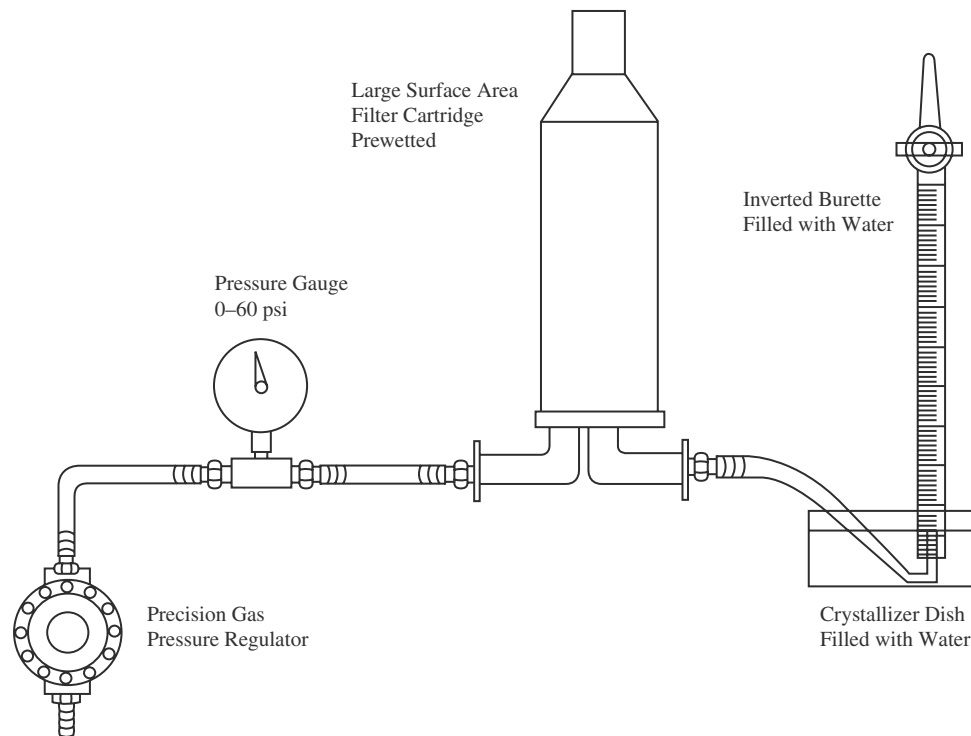 Large Surface Area
Filter Cartridge
Prewetted
Inverted Burette
Filled with Water
Pressure Gauge
0–60 psi
Precision Gas
Pressure Regulator
Crystallizer Dish
Filled with Water